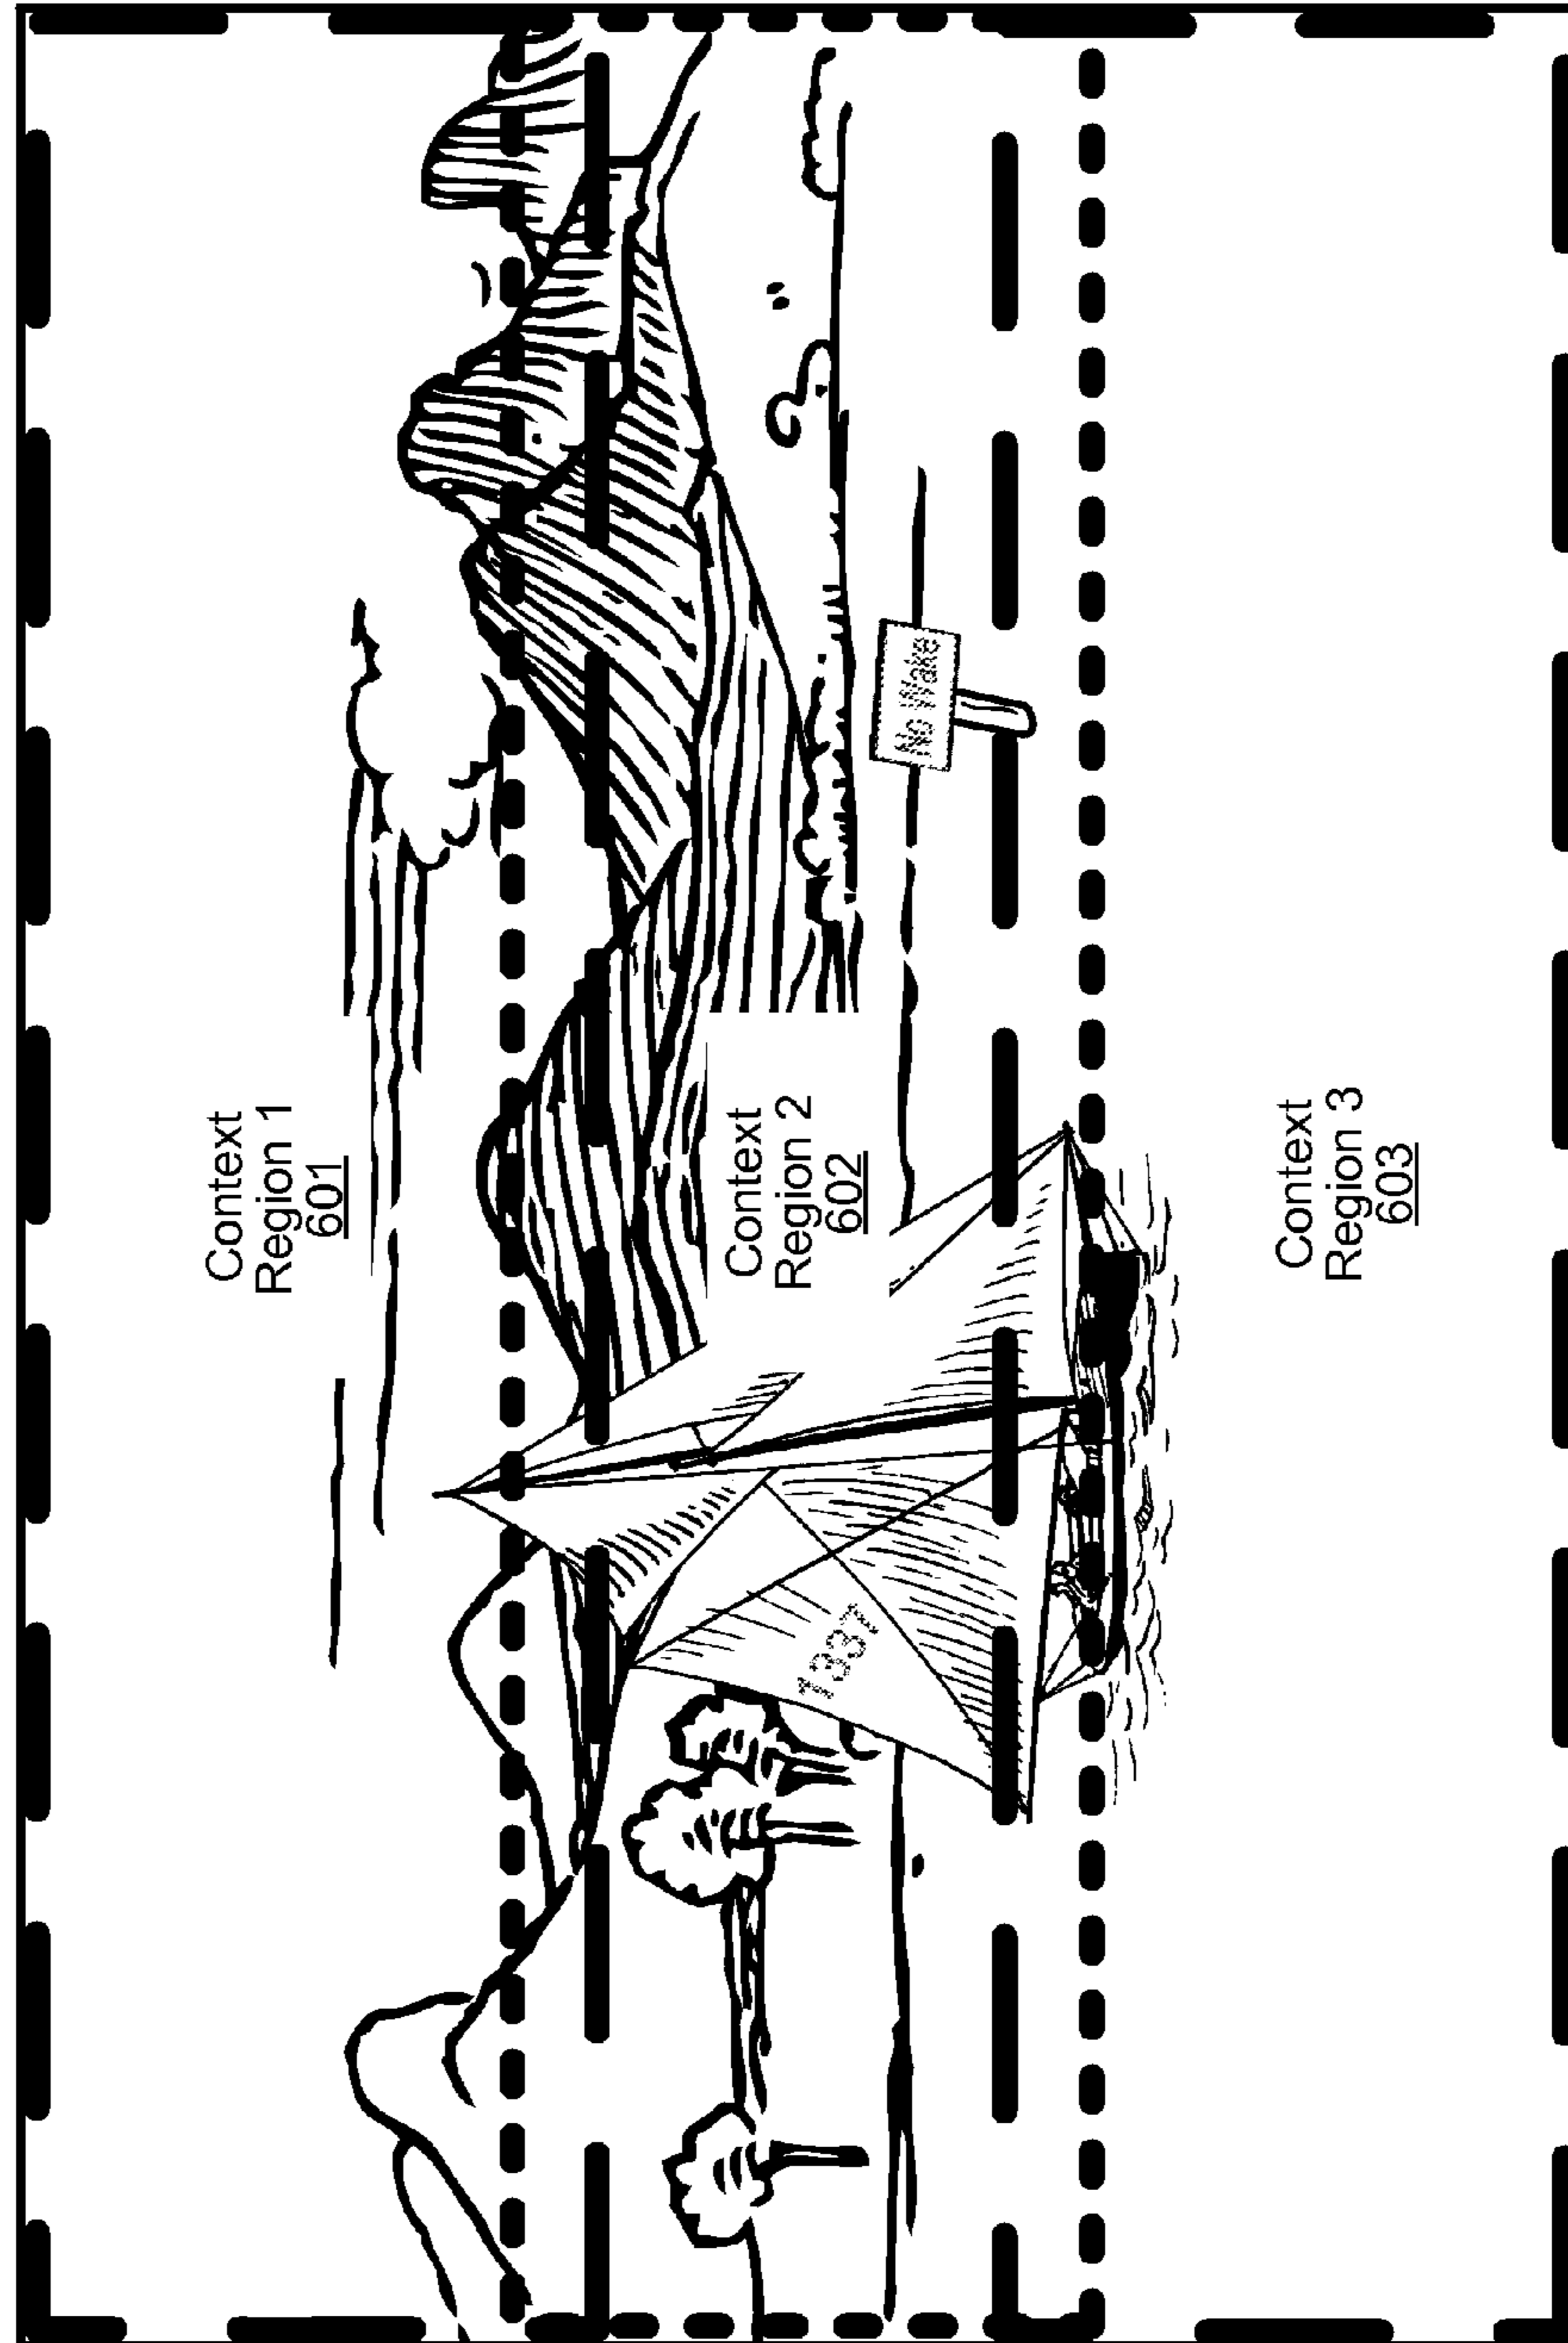 Context
Region 1
601
Context
Region 2
602
No Wake
1337
Context
Region 3
603